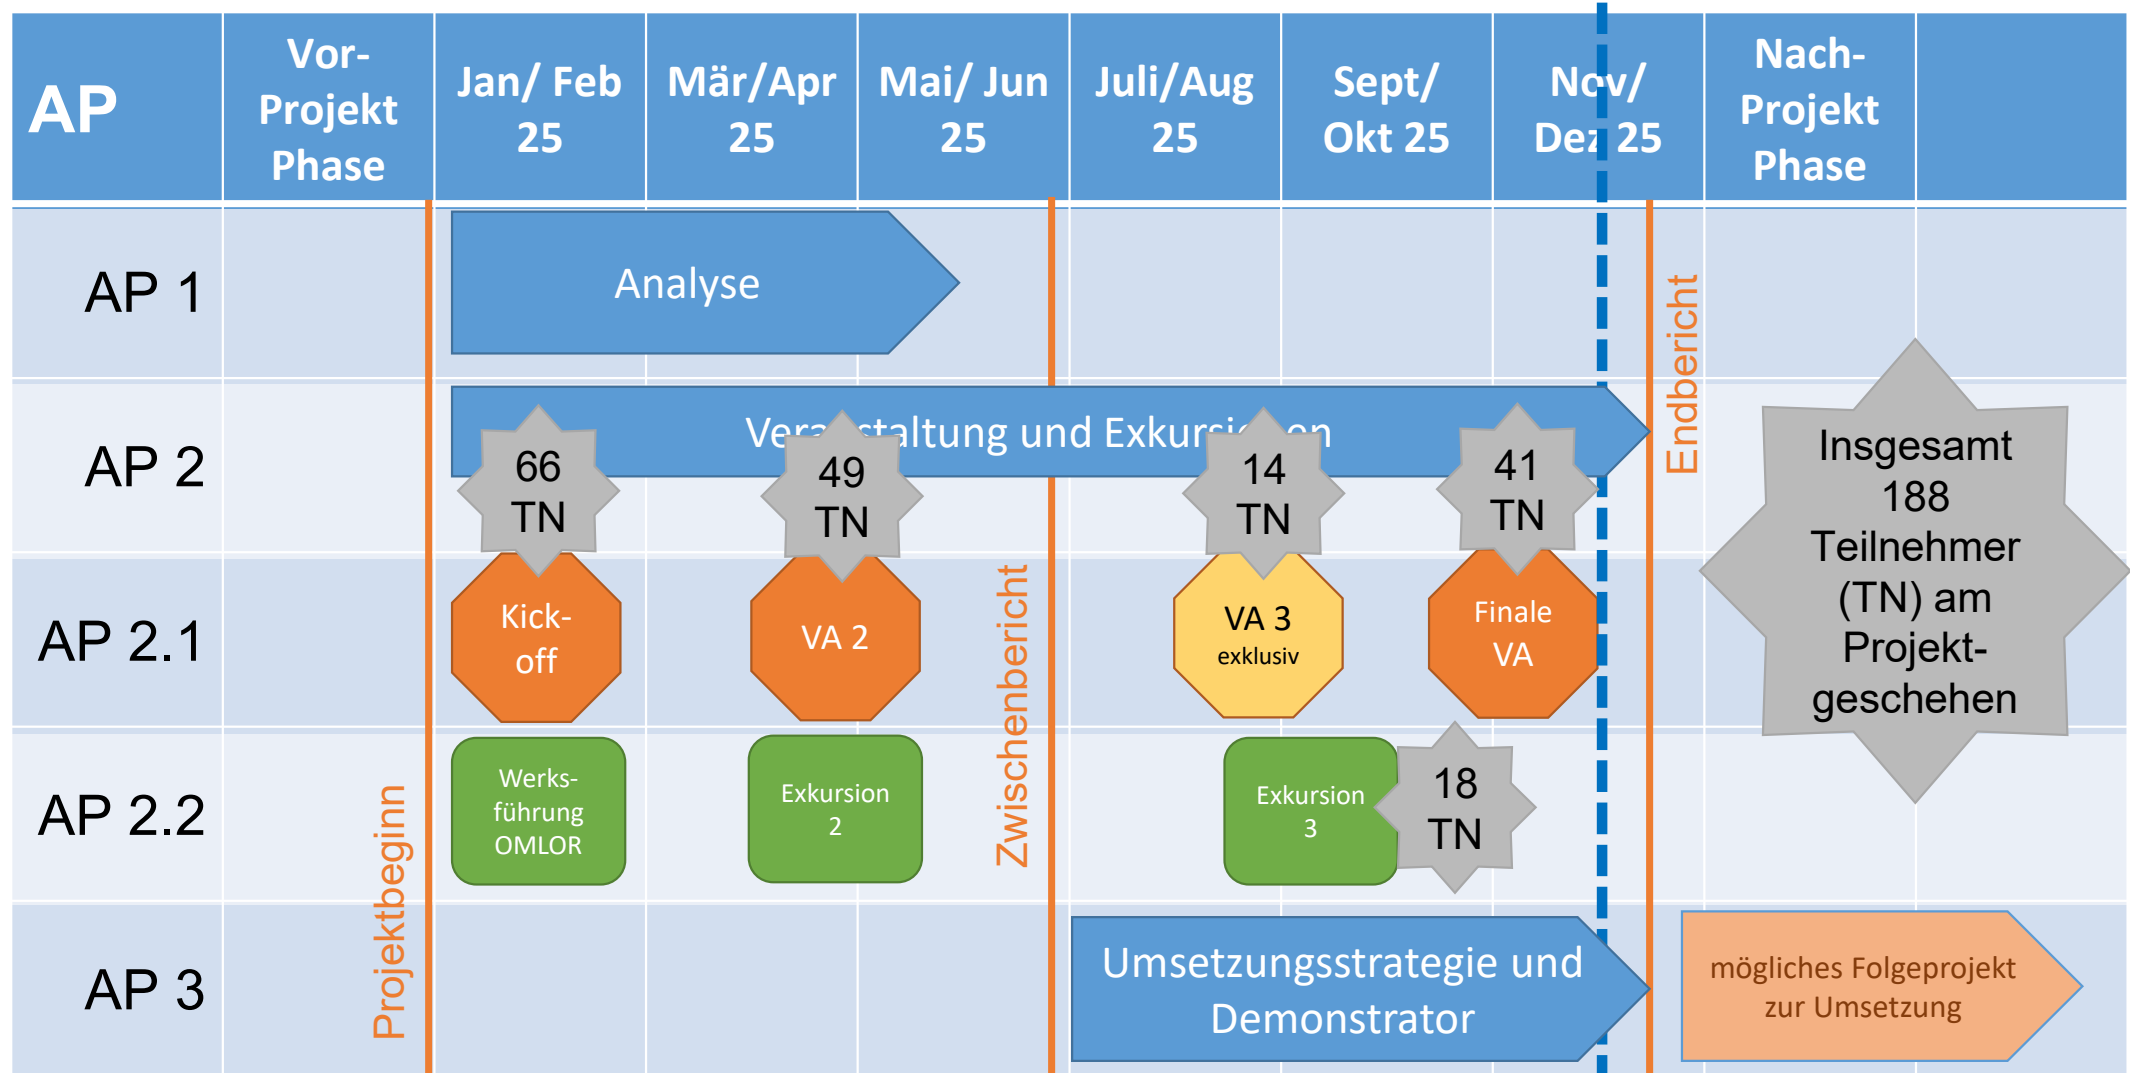 AP
Vor-
Projekt
Phase
Jan/ Feb
25
Mär/Apr
25
Mai/ Jun
25
Juli/Aug
25
Sept/
Okt 25
Nov/
Dez 25
Nach-
Projekt
Phase
AP 1
Analyse
Endbericht
AP 2
Veranstaltung und Exkursionen
66
TN
49
TN
14
TN
41
TN
Insgesamt
188
Teilnehmer
(TN) am
Projekt-
geschehen
AP 2.1
Kick-
off
VA 2
Zwischenbericht
VA 3
exklusiv
Finale
VA
AP 2.2
Projektbeginn
Werks-
führung
OMLOR
Exkursion
2
Exkursion
3
18
TN
AP 3
Umsetzungsstrategie und
Demonstrator
mögliches Folgeprojekt
zur Umsetzung